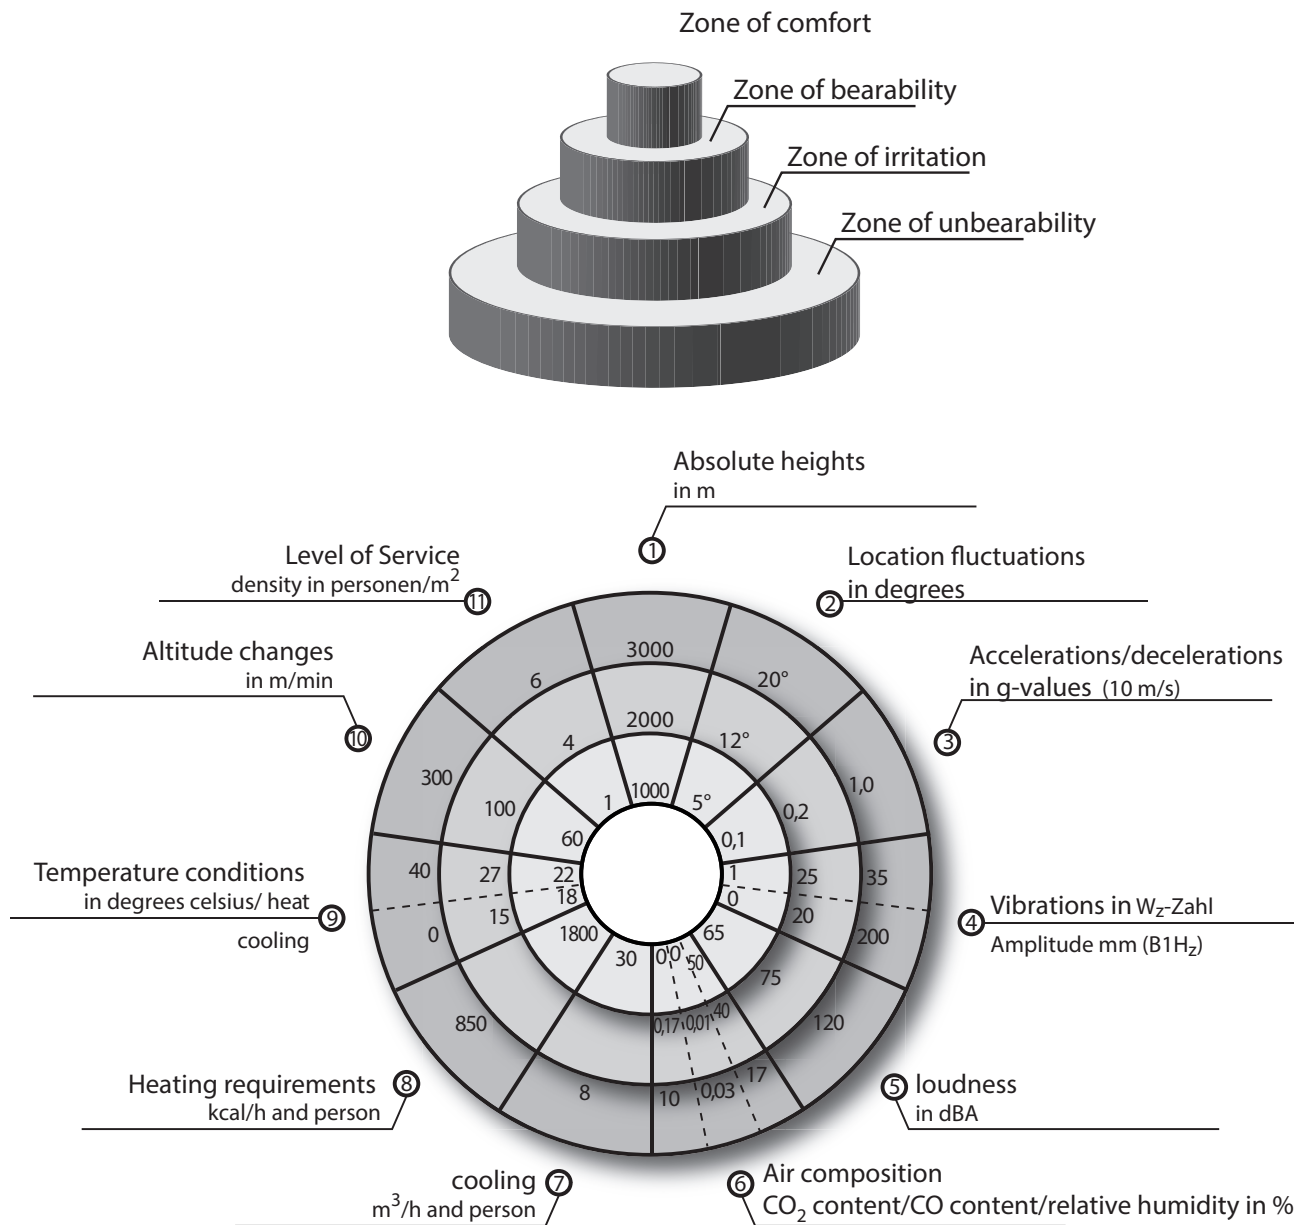 Zone of comfort
Zone of bearability
Zone of irritation
Zone of unbearability
Absolute heights
in m
1
Level of Service
density in personen/m²
11
Location fluctuations
in degrees
2
Altitude changes
in m/min
10
Accelerations/decelerations
in g-values (10 m/s)
3
Temperature conditions
in degrees celsius/ heat
cooling
9
Vibrations in Wz-Zahl
Amplitude mm (B1Hz)
4
Heating requirements
kcal/h and person
8
loudness
in dBA
5
cooling
m³/h and person
7
Air composition
CO₂ content/CO content/relative humidity in %
6
3000
2000
1000
20°
12°
5°
1,0
0,2
0,1
35
25
1
200
20
0
120
75
65
10
0,17
0
0,03
0,01
0
17
40
50
8
30
850
1800
40
27
22
0
15
18
300
100
60
6
4
1